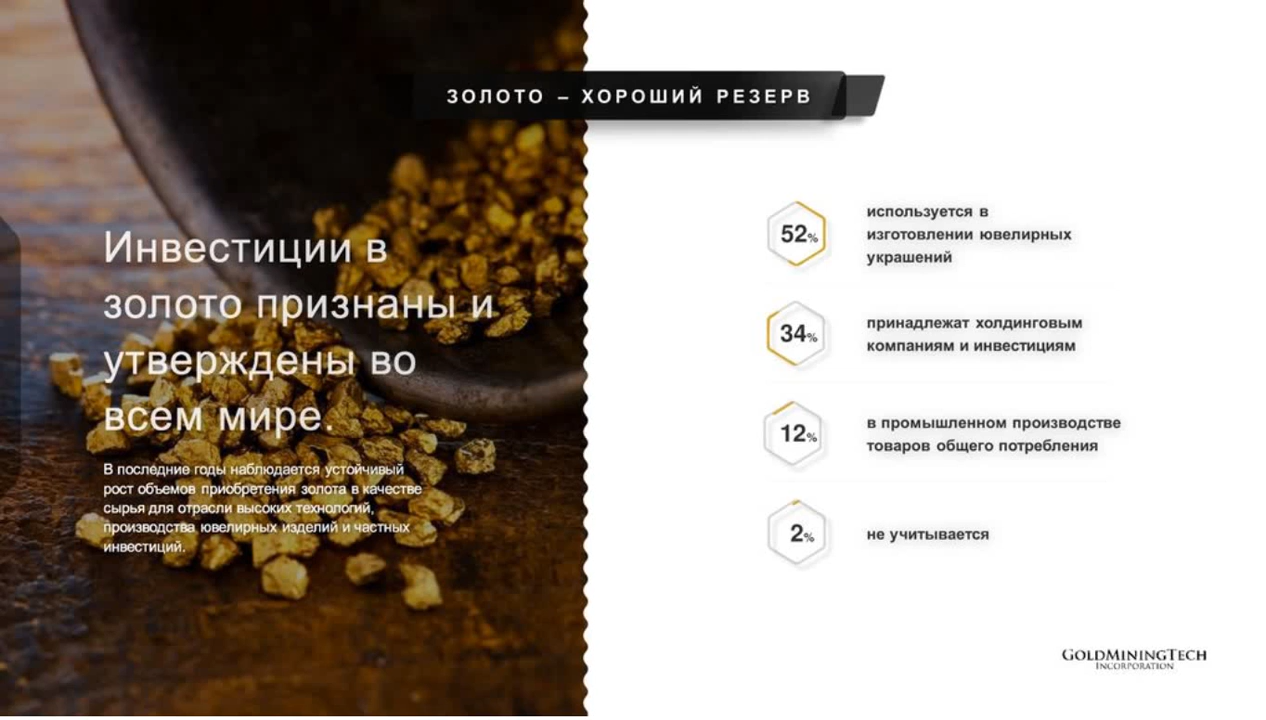 ЗОЛОТО – ХОРОШИЙ РЕЗЕРВ
Инвестиции в
золото признаны и
утверждены во
всем мире.
В последние годы наблюдается устойчивый
рост объемов приобретения золота в качестве
сырья для отрасли высоких технологий,
производства ювелирных изделий и частных
инвестиций.
52%
используется в
изготовлении ювелирных
украшений
34%
принадлежат холдинговым
компаниям и инвестициям
12%
в промышленном производстве
товаров общего потребления
2%
не учитывается
GOLDMININGTECH
INCORPORATION